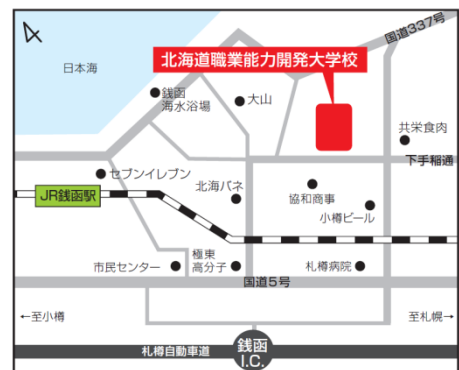 国道337号
日本海
北海道職業能力開発大学校
銭函
海水浴場
大山
共栄食肉
下手稲通
セブンイレブン
JR銭函駅
北海バネ
協和商事
小樽ビール
市民センター
極東
高分子
札樽病院
国道5号
←至小樽
至札幌→
札樽自動車道
銭函
I.C.